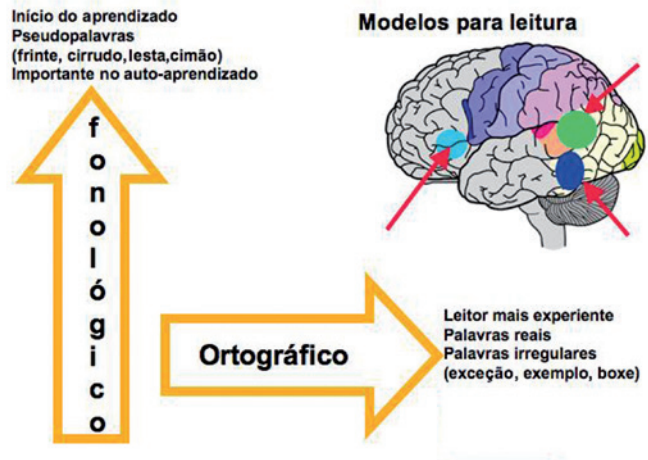 Início do aprendizado
Pseudopalavras
(frinte, cirrudo,lesta,cimão)
Importante no auto-aprendizado
Modelos para leitura
fonológico
Ortográfico
Leitor mais experiente
Palavras reais
Palavras irregulares
(exceção, exemplo, boxe)